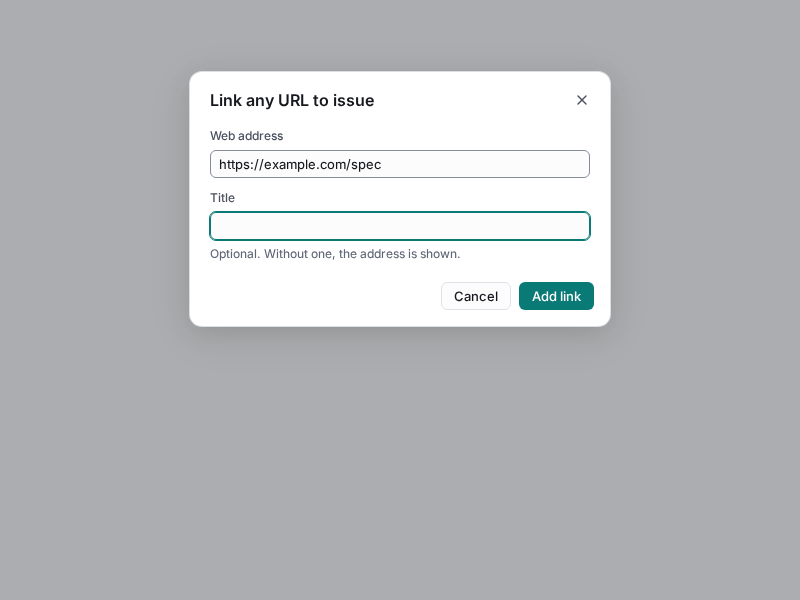 Link any URL to issue
Web address
https://example.com/spec
Title
Optional. Without one, the address is shown.
Cancel
Add link